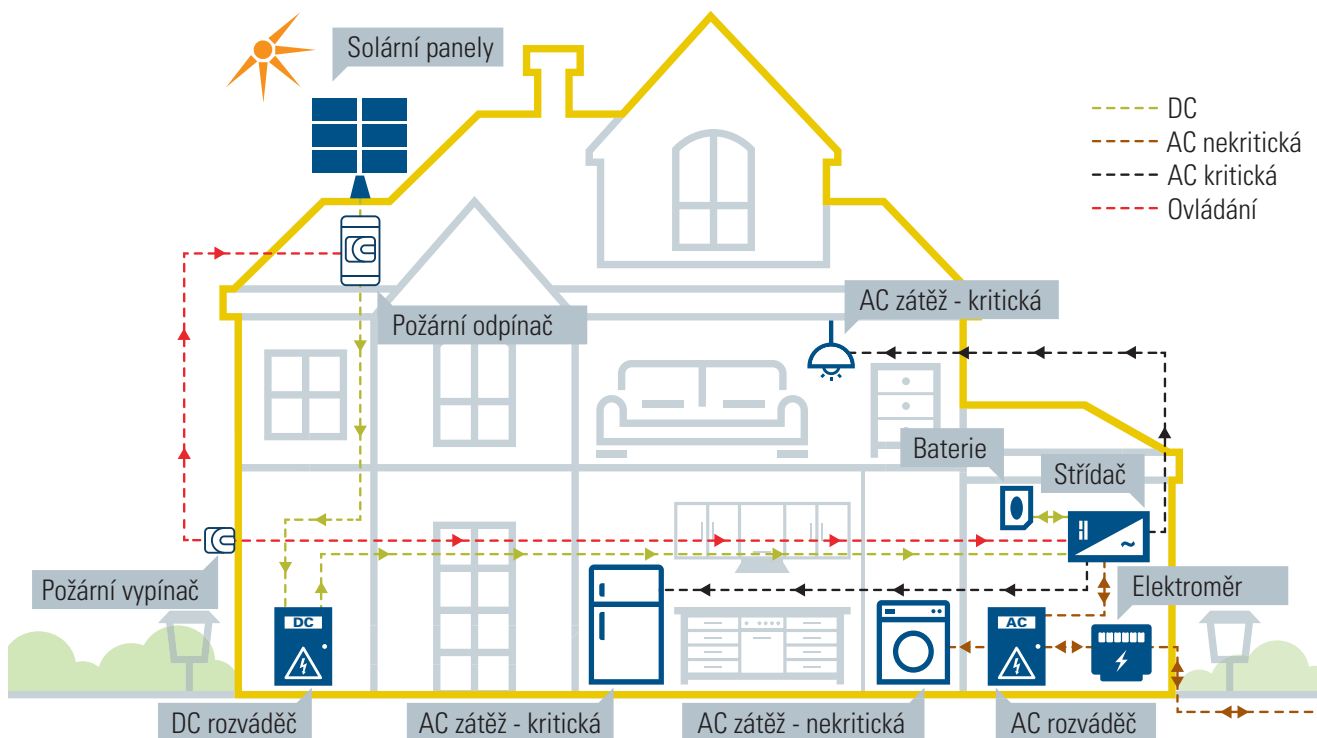 Solární panely
DC
AC nekritická
AC kritická
Ovládání
AC zátěž - kritická
Požární odpínač
Baterie
Střídač
Požární vypínač
Elektroměr
DC
AC
DC rozváděč
AC zátěž - kritická
AC zátěž - nekritická
AC rozváděč